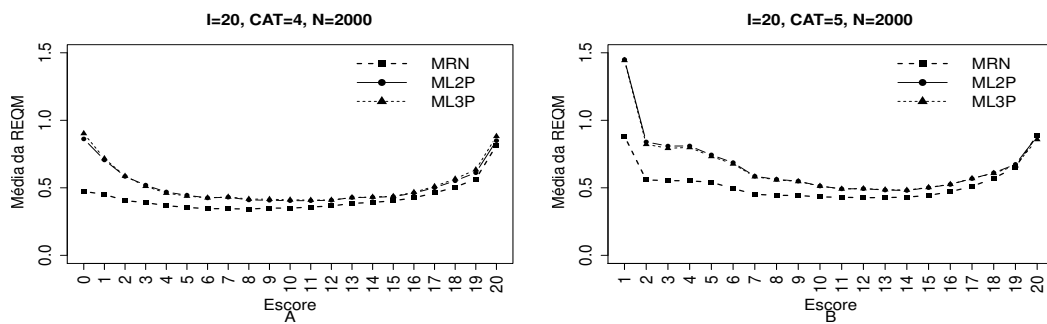 I=20, CAT=4, N=2000
Média da REQM
1.5
1.0
0.5
0.0
MRN
ML2P
ML3P
0 1 2 3 4 5 6 7 8 9 10 11 12 13 14 15 16 17 18 19 20
Escore
A
I=20, CAT=5, N=2000
Média da REQM
1.5
1.0
0.5
0.0
MRN
ML2P
ML3P
1 2 3 4 5 6 7 8 9 10 11 12 13 14 15 16 17 18 19 20
Escore
B